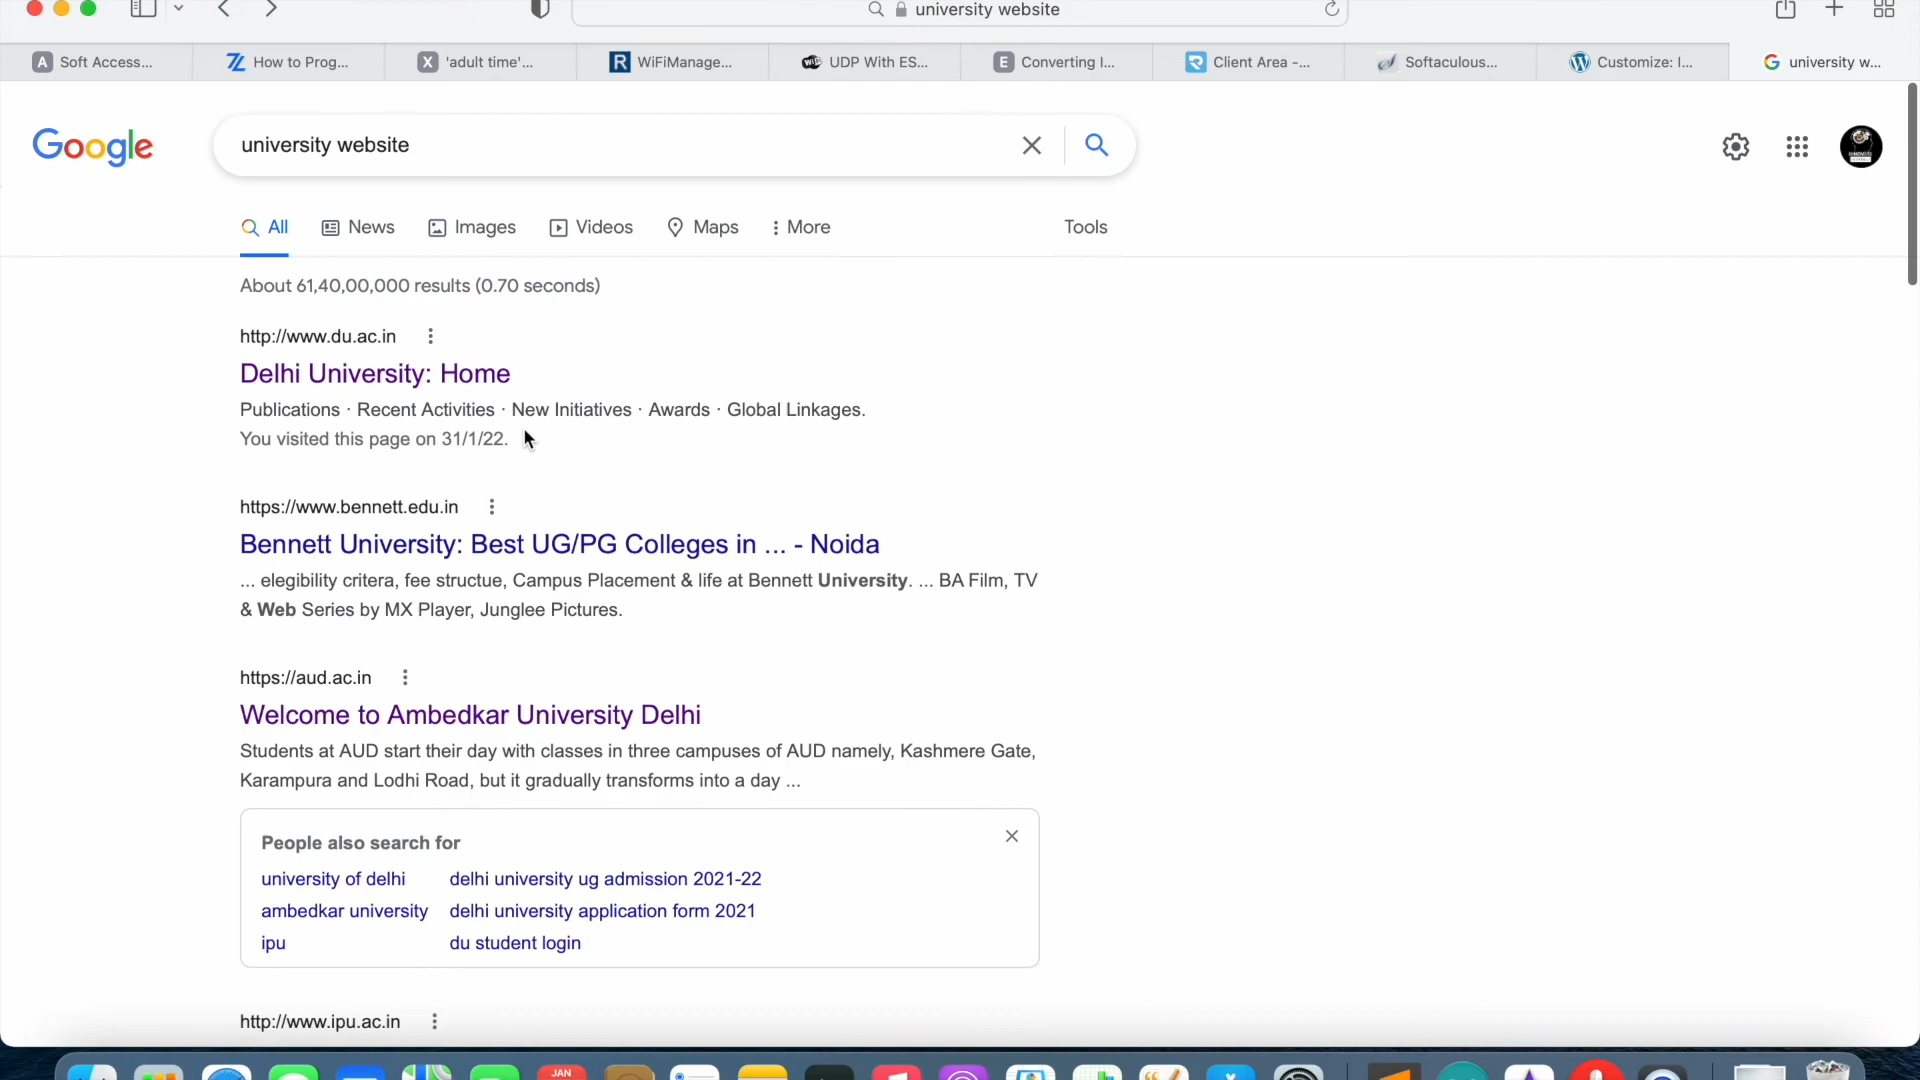 university website
A Soft Access...
How to Prog...
X 'adult time'...
R WiFiManage...
UDP With ES...
E Converting I...
Client Area -...
Softaculous...
Customize: I...
university w...
Google
university website
All
News
Images
Videos
Maps
More
Tools
About 61,40,00,000 results (0.70 seconds)
http://www.du.ac.in
Delhi University: Home
Publications · Recent Activities · New Initiatives · Awards · Global Linkages.
You visited this page on 31/1/22.
https://www.bennett.edu.in
Bennett University: Best UG/PG Colleges in ... - Noida
... elegibility critera, fee structue, Campus Placement & life at Bennett University. ... BA Film, TV
& Web Series by MX Player, Junglee Pictures.
https://aud.ac.in
Welcome to Ambedkar University Delhi
Students at AUD start their day with classes in three campuses of AUD namely, Kashmere Gate,
Karampura and Lodhi Road, but it gradually transforms into a day ...
People also search for
university of delhi
delhi university ug admission 2021-22
ambedkar university
delhi university application form 2021
ipu
du student login
http://www.ipu.ac.in
JAN